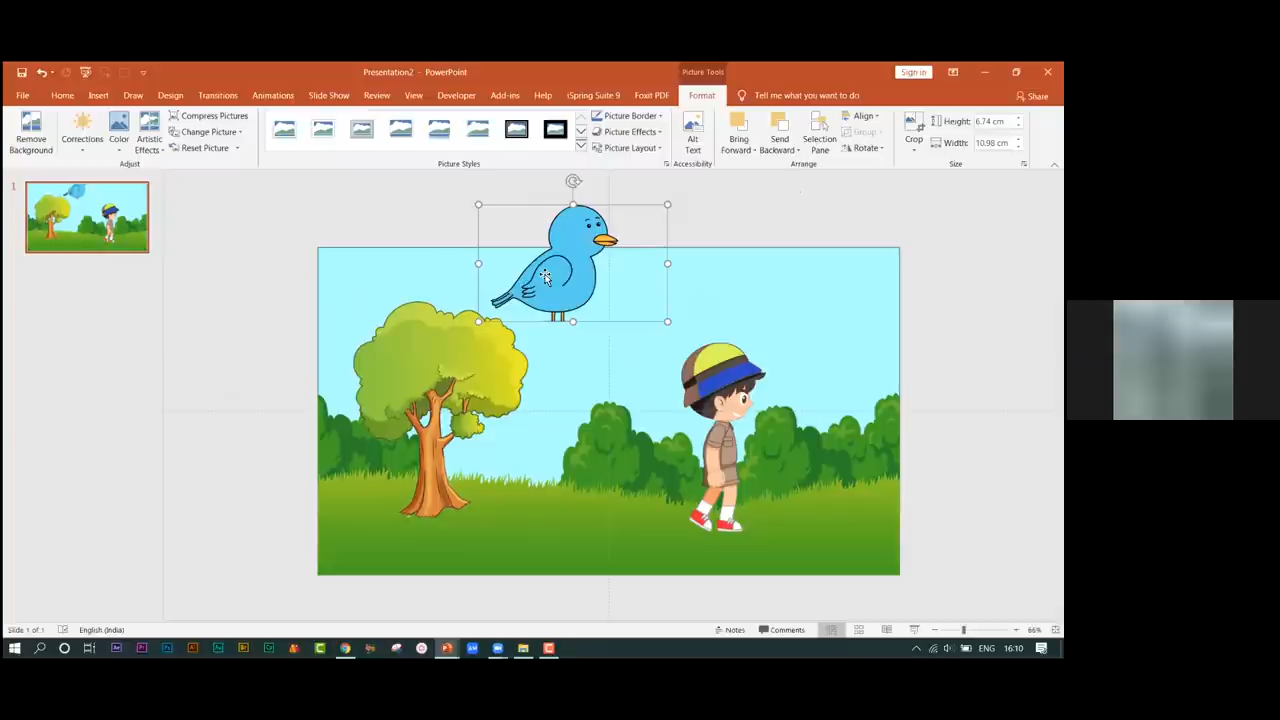 Presentation2 - PowerPoint
Picture Tools
Sign in
File
Home
Insert
Draw
Design
Transitions
Animations
Slide Show
Review
View
Developer
Add-ins
Help
iSpring Suite 9
Foxit PDF
Format
Tell me what you want to do
Share
Remove Background
Corrections
Color
Artistic Effects
Compress Pictures
Change Picture
Reset Picture
Adjust
Picture Styles
Picture Border
Picture Effects
Picture Layout
Alt Text
Accessibility
Bring Forward
Send Backward
Selection Pane
Align
Group
Rotate
Arrange
Crop
Height: 6.74 cm
Width: 10.98 cm
Size
1
Slide 1 of 1
English (India)
Notes
Comments
66%
ENG
16:10